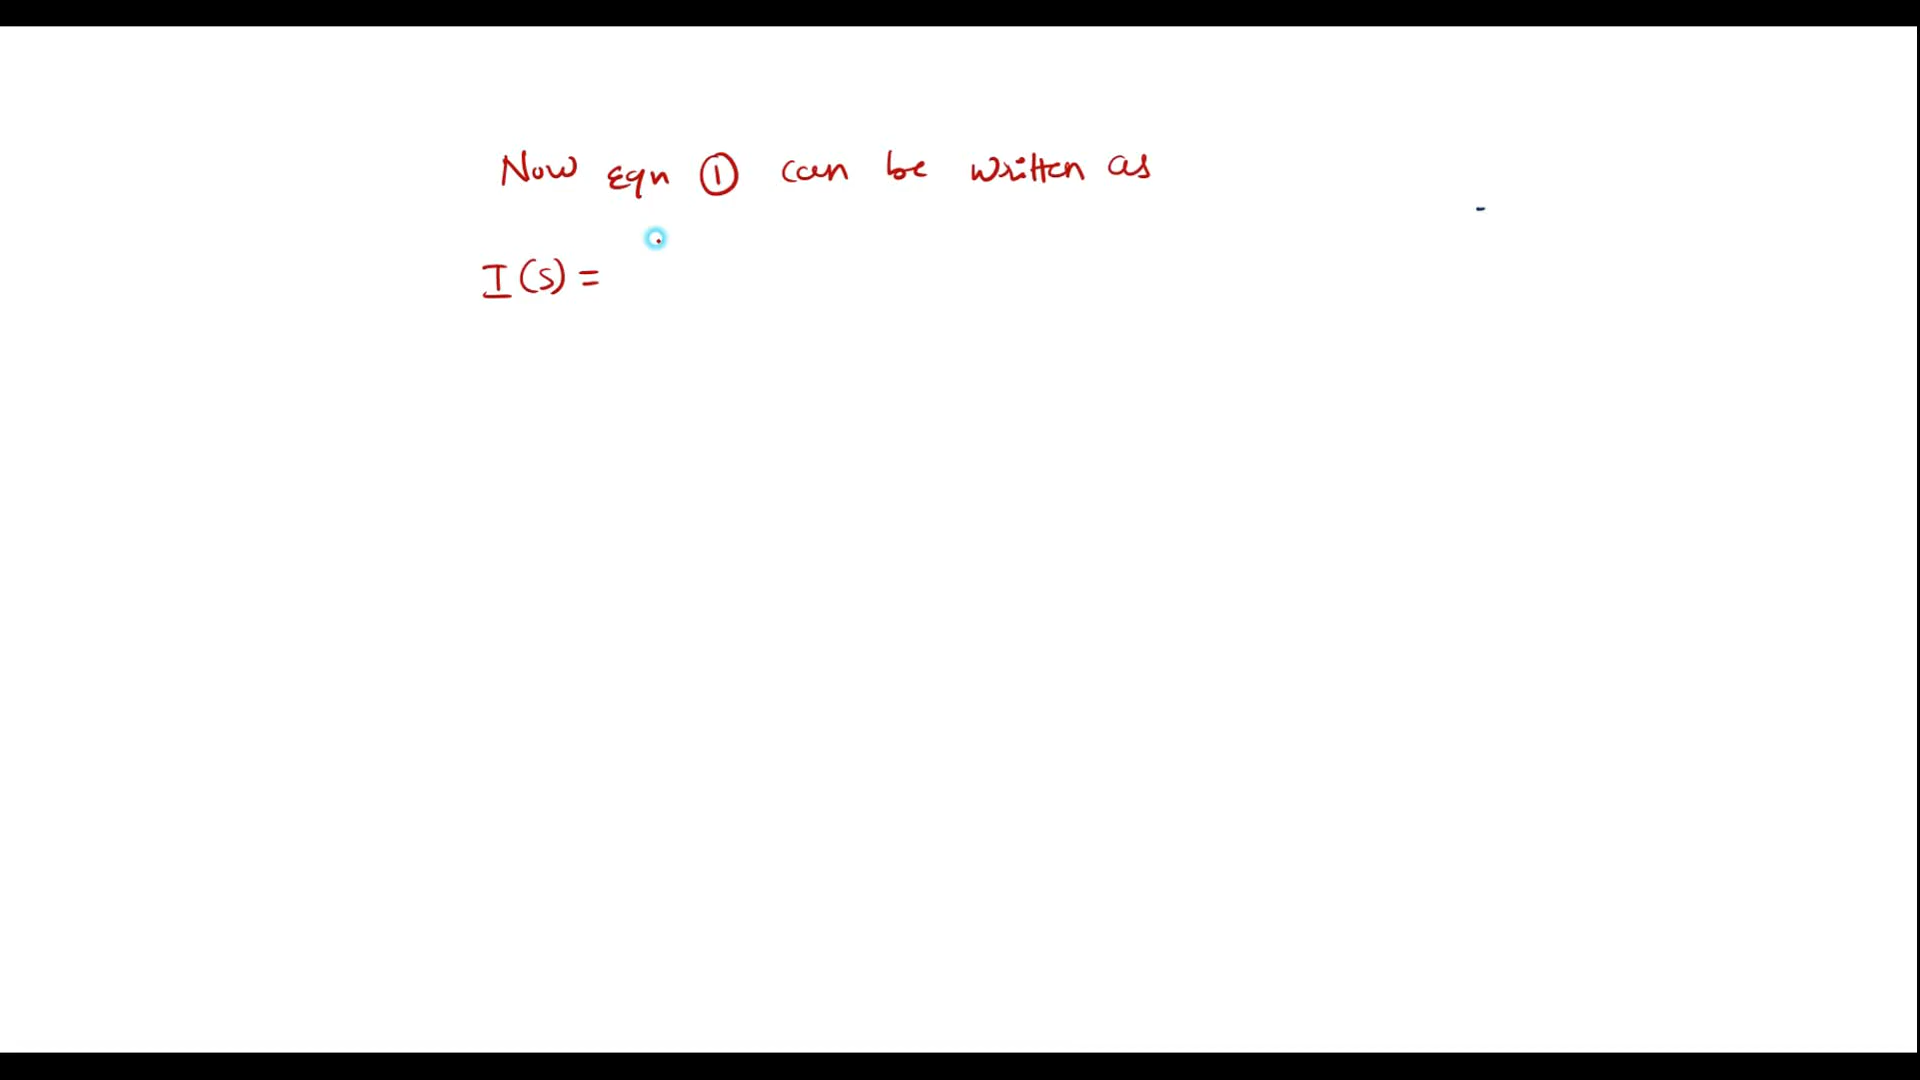 Now Eqn ① can be written as
I(s) =